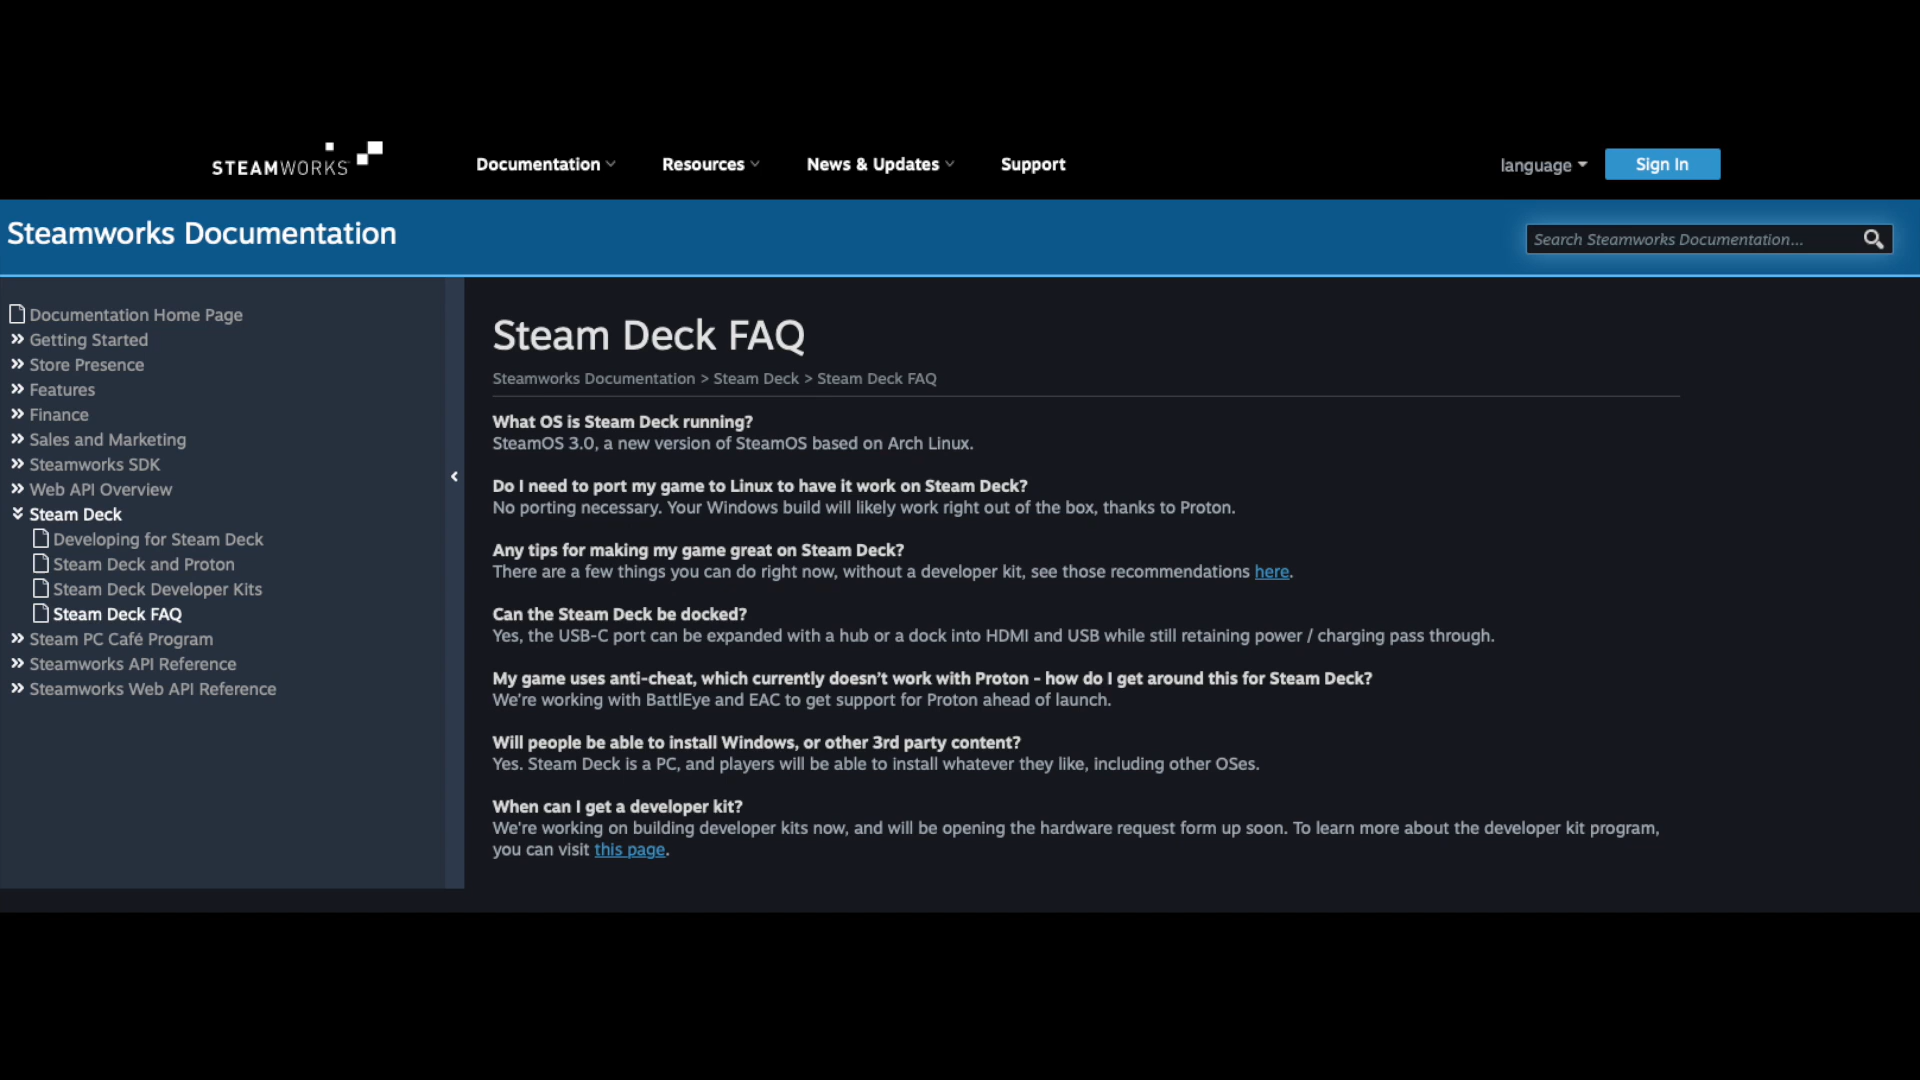 STEAMWORKS
Documentation
Resources
News & Updates
Support
language
Sign In
Steamworks Documentation
Search Steamworks Documentation...
Documentation Home Page
Getting Started
Store Presence
Features
Finance
Sales and Marketing
Steamworks SDK
Web API Overview
Steam Deck
Developing for Steam Deck
Steam Deck and Proton
Steam Deck Developer Kits
Steam Deck FAQ
Steam PC Café Program
Steamworks API Reference
Steamworks Web API Reference
Steam Deck FAQ
Steamworks Documentation > Steam Deck > Steam Deck FAQ
What OS is Steam Deck running?
SteamOS 3.0, a new version of SteamOS based on Arch Linux.
Do I need to port my game to Linux to have it work on Steam Deck?
No porting necessary. Your Windows build will likely work right out of the box, thanks to Proton.
Any tips for making my game great on Steam Deck?
There are a few things you can do right now, without a developer kit, see those recommendations here.
Can the Steam Deck be docked?
Yes, the USB-C port can be expanded with a hub or a dock into HDMI and USB while still retaining power / charging pass through.
My game uses anti-cheat, which currently doesn't work with Proton - how do I get around this for Steam Deck?
We're working with BattlEye and EAC to get support for Proton ahead of launch.
Will people be able to install Windows, or other 3rd party content?
Yes. Steam Deck is a PC, and players will be able to install whatever they like, including other OSes.
When can I get a developer kit?
We're working on building developer kits now, and will be opening the hardware request form up soon. To learn more about the developer kit program,
you can visit this page.